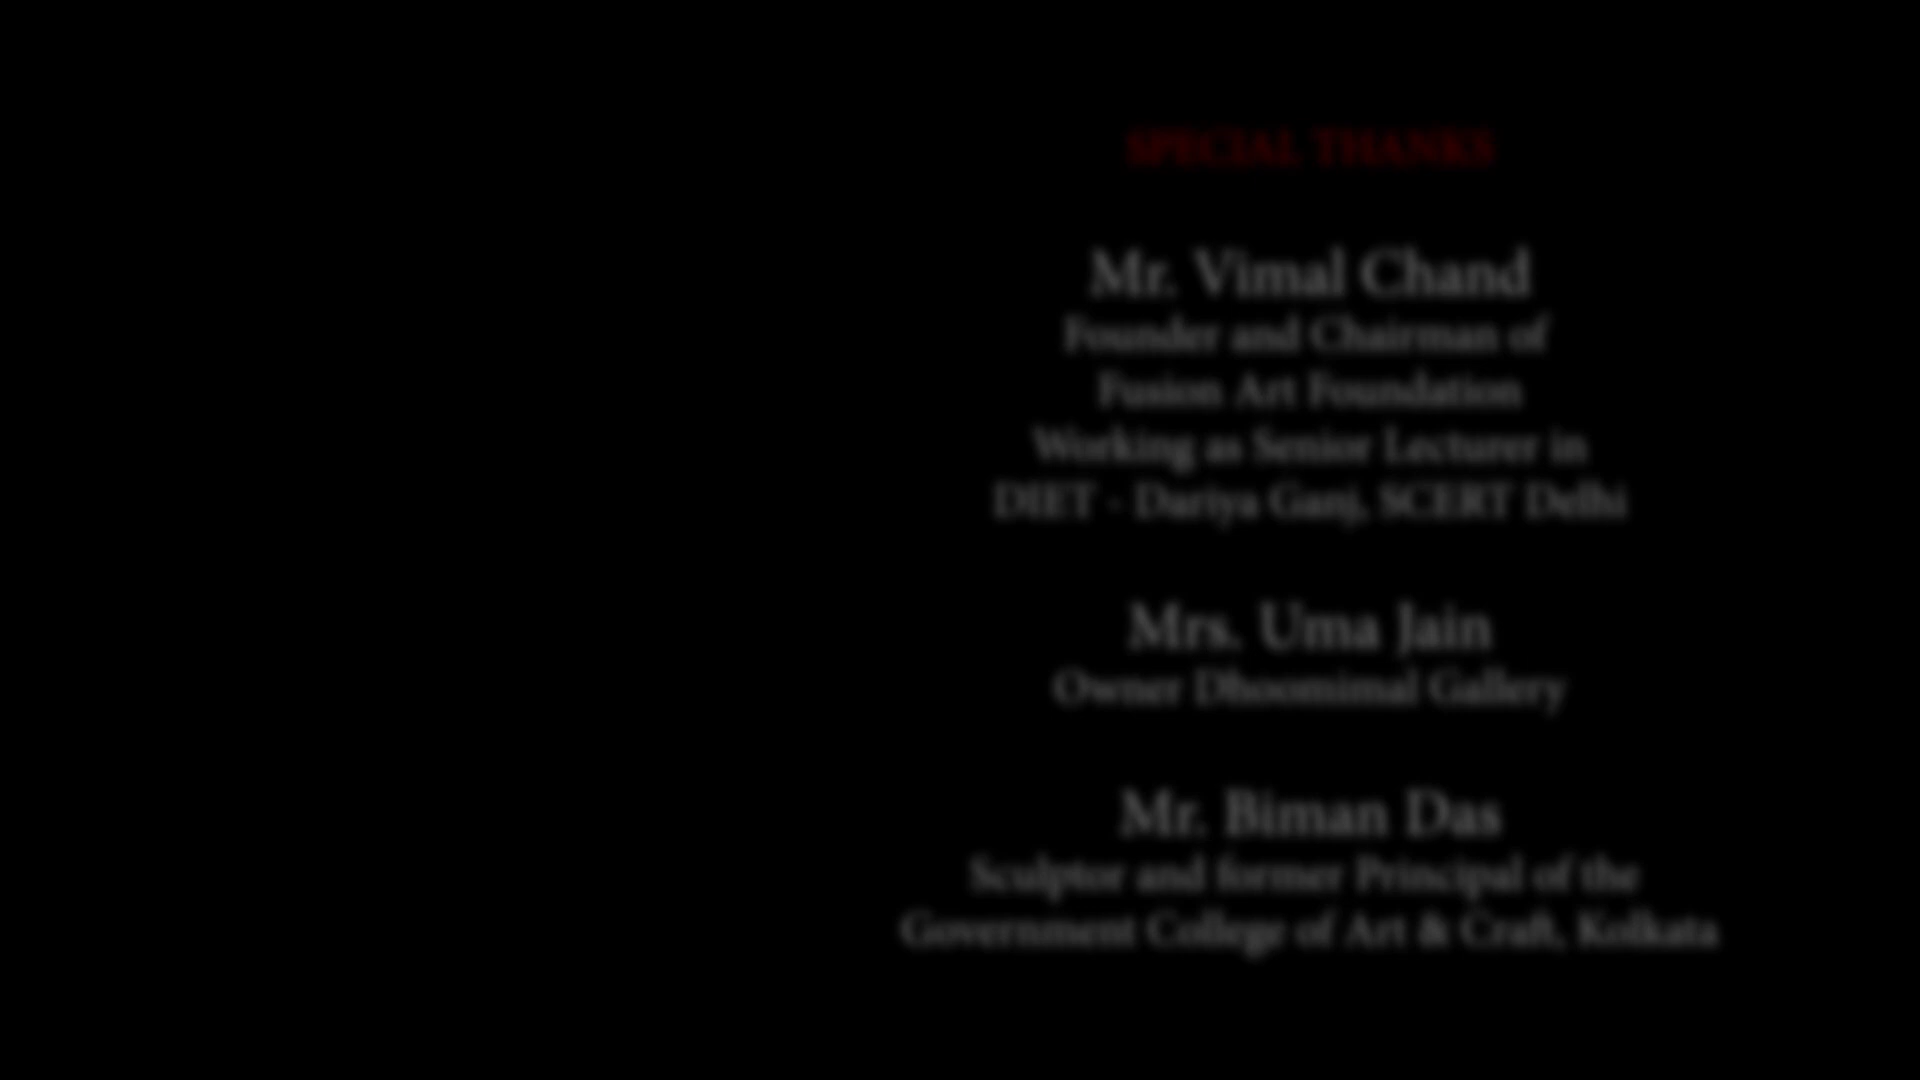 SPECIAL THANKS
Mr. Vimal Chand
Founder and Chairman of
Fusion Art Foundation
Working as Senior Lecturer in
DIET - Dariya Ganj, SCERT Delhi
Mrs. Uma Jain
Owner Dhoomimal Gallery
Mr. Biman Das
Sculptor and former Principal of the
Government College of Art & Craft, Kolkata